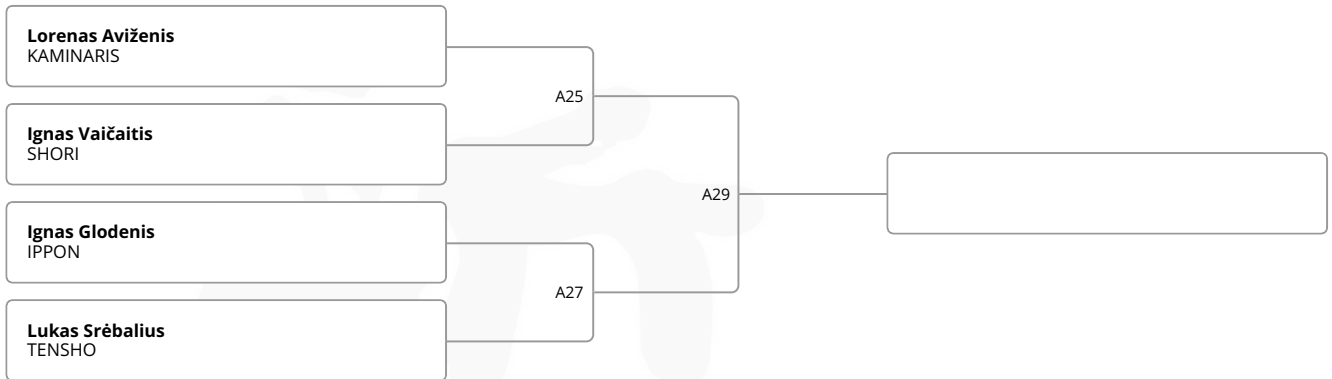 Lorenas Aviženis
KAMINARIS
A25
Ignas Vaičaitis
SHORI
A29
Ignas Glodenis
IPPON
A27
Lukas Srėbalius
TENSHO